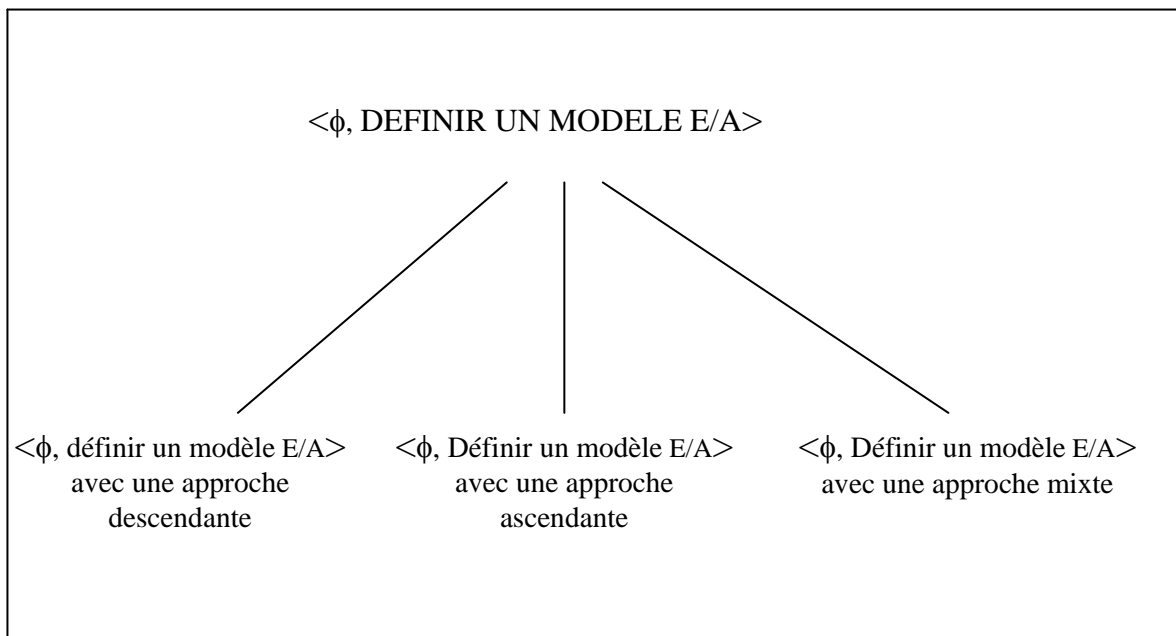 <ϕ, DEFINIR UN MODELE E/A>
<ϕ, définir un modèle E/A>
avec une approche
descendante
<ϕ, Définir un modèle E/A>
avec une approche
ascendante
<ϕ, Définir un modèle E/A>
avec une approche mixte